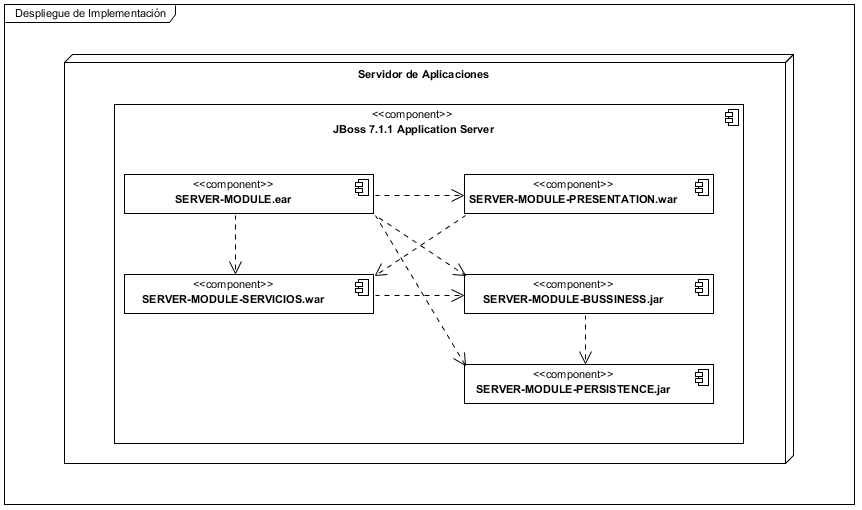 Despliegue de Implementación
Servidor de Aplicaciones
<<component>>
JBoss 7.1.1 Application Server
<<component>>
SERVER-MODULE.ear
<<component>>
SERVER-MODULE-PRESENTATION.war
<<component>>
SERVER-MODULE-SERVICIOS.war
<<component>>
SERVER-MODULE-BUSSINESS.jar
<<component>>
SERVER-MODULE-PERSISTENCE.jar